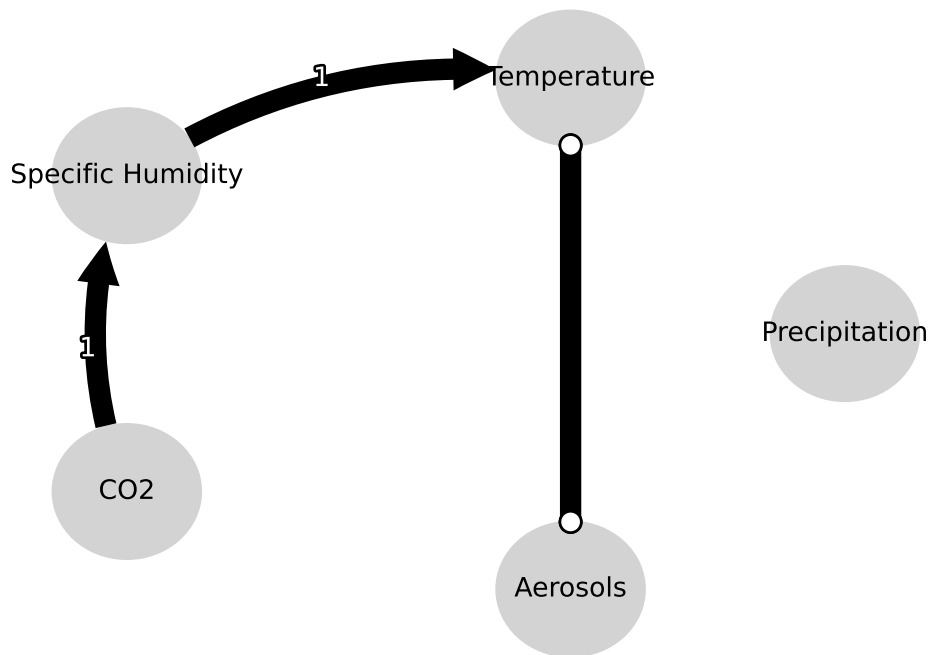 Temperature
1
Specific Humidity
Precipitation
1
CO2
Aerosols